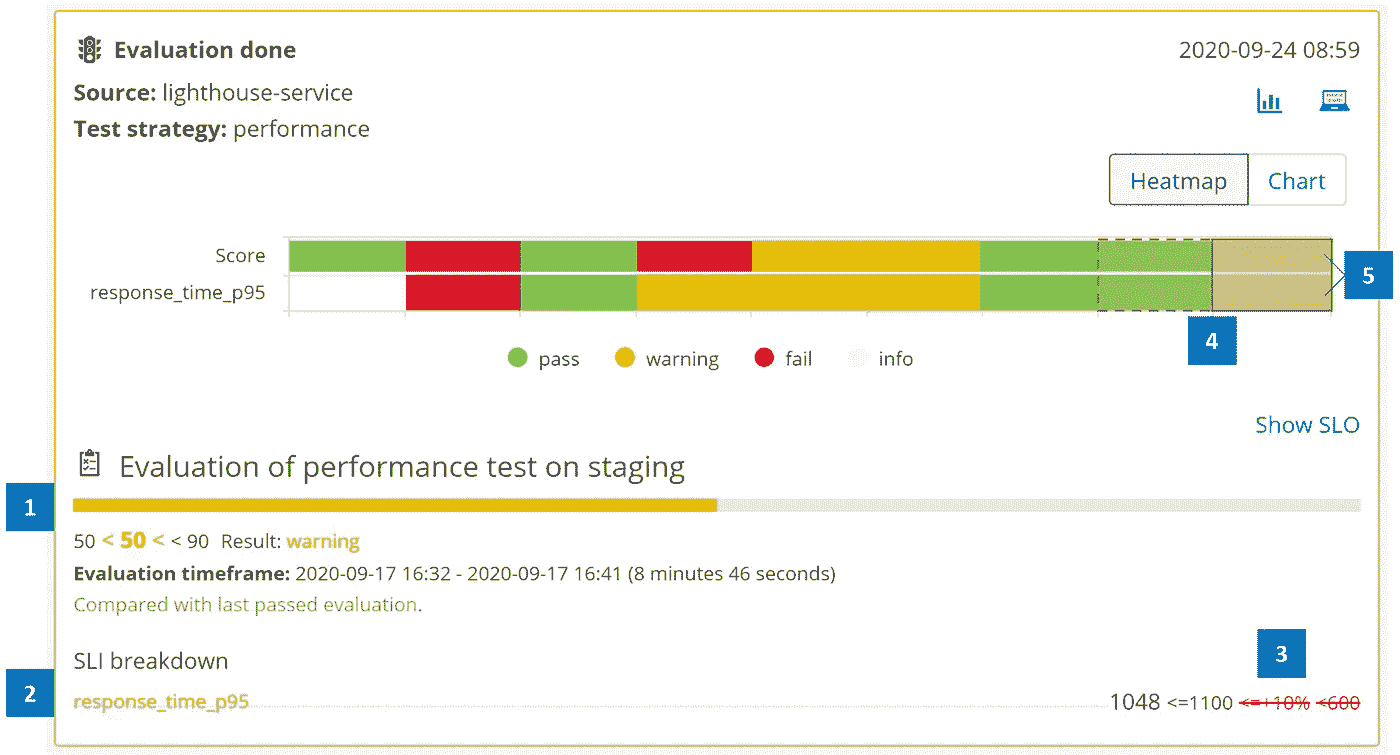 Evaluation done 2020-09-24 08:59
Source: lighthouse-service
Test strategy: performance
Heatmap Chart
Score
response_time_p95
5
4
pass warning fail info
Show SLO
Evaluation of performance test on staging
1
50 < 50 < < 90 Result: warning
Evaluation timeframe: 2020-09-17 16:32 - 2020-09-17 16:41 (8 minutes 46 seconds)
Compared with last passed evaluation.
3
SLI breakdown
2
response_time_p95 1048 <=1100 <=+10% <600